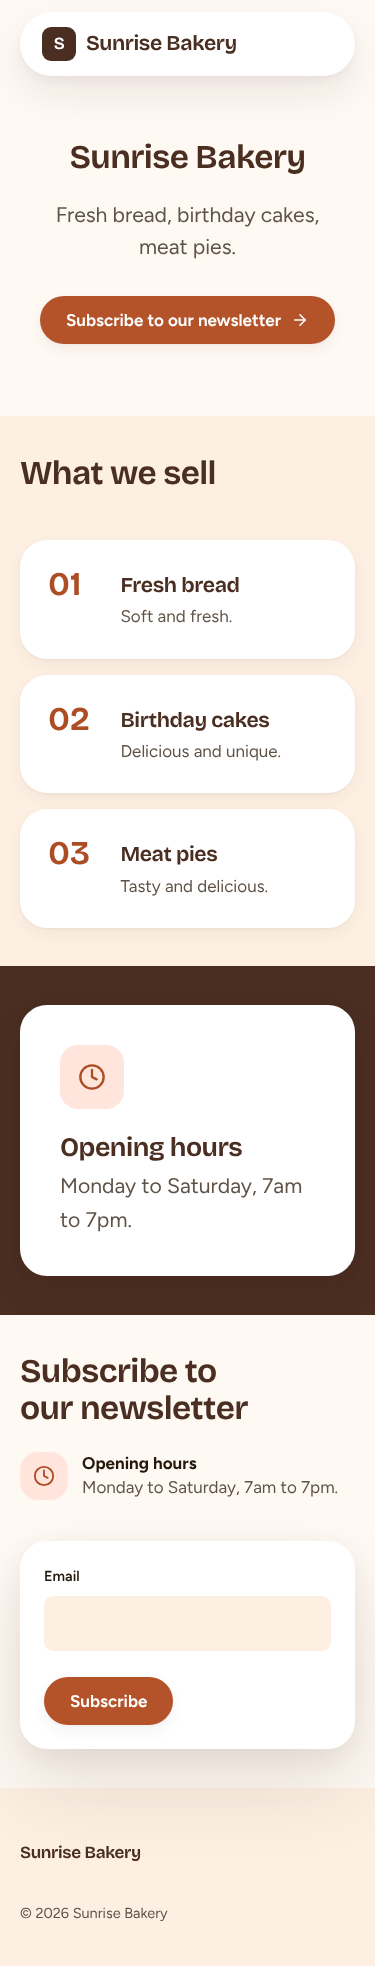 S Sunrise Bakery
Sunrise Bakery
Fresh bread, birthday cakes,
meat pies.
Subscribe to our newsletter
What we sell
01 Fresh bread
Soft and fresh.
02 Birthday cakes
Delicious and unique.
03 Meat pies
Tasty and delicious.
Opening hours
Monday to Saturday, 7am
to 7pm.
Subscribe to
our newsletter
Opening hours
Monday to Saturday, 7am to 7pm.
Email
Subscribe
Sunrise Bakery
© 2026 Sunrise Bakery